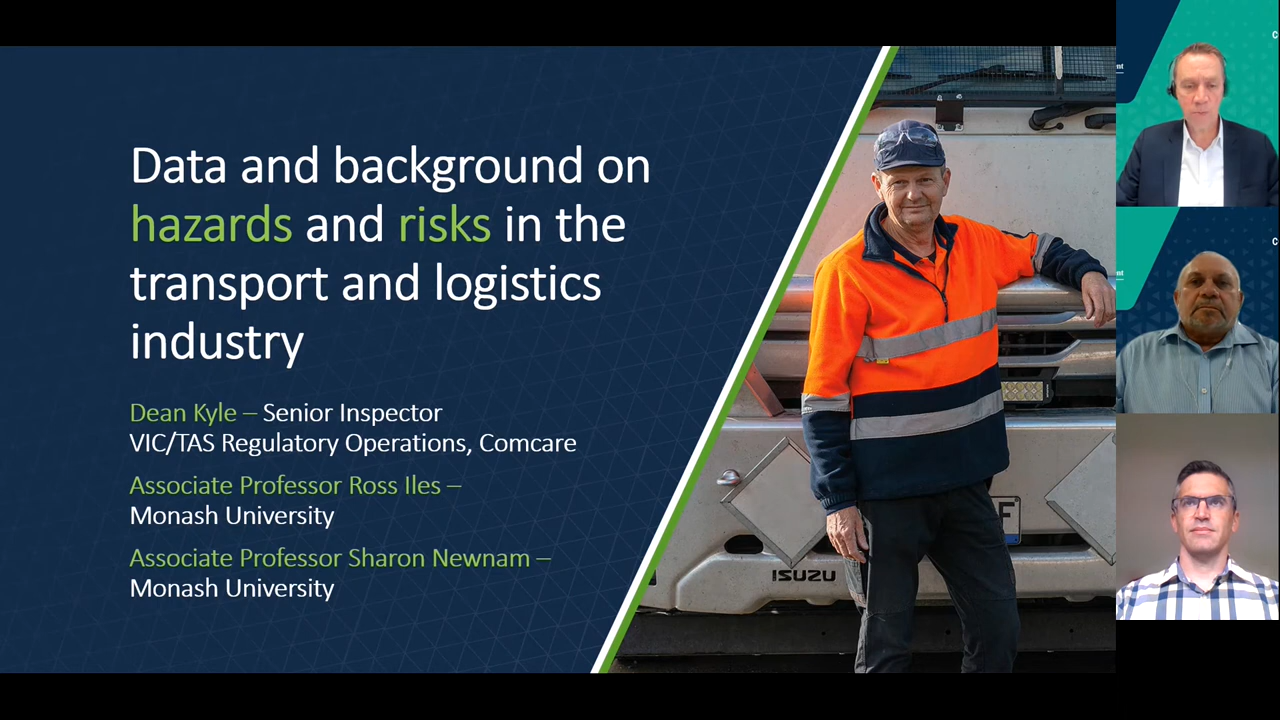 Data and background on
hazards and risks in the
transport and logistics
industry
Dean Kyle – Senior Inspector
VIC/TAS Regulatory Operations, Comcare
Associate Professor Ross Iles –
Monash University
Associate Professor Sharon Newnam –
Monash University
ISUZU
F
C
C